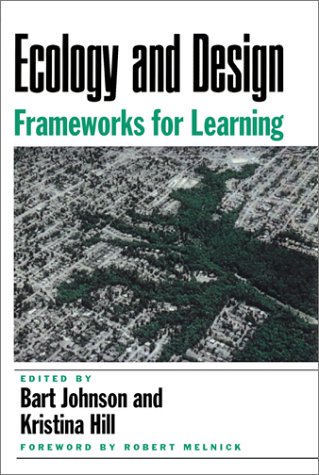 Ecology and Design
Frameworks for Learning
EDITED BY
Bart Johnson and
Kristina Hill
FOREWORD BY ROBERT MELNICK